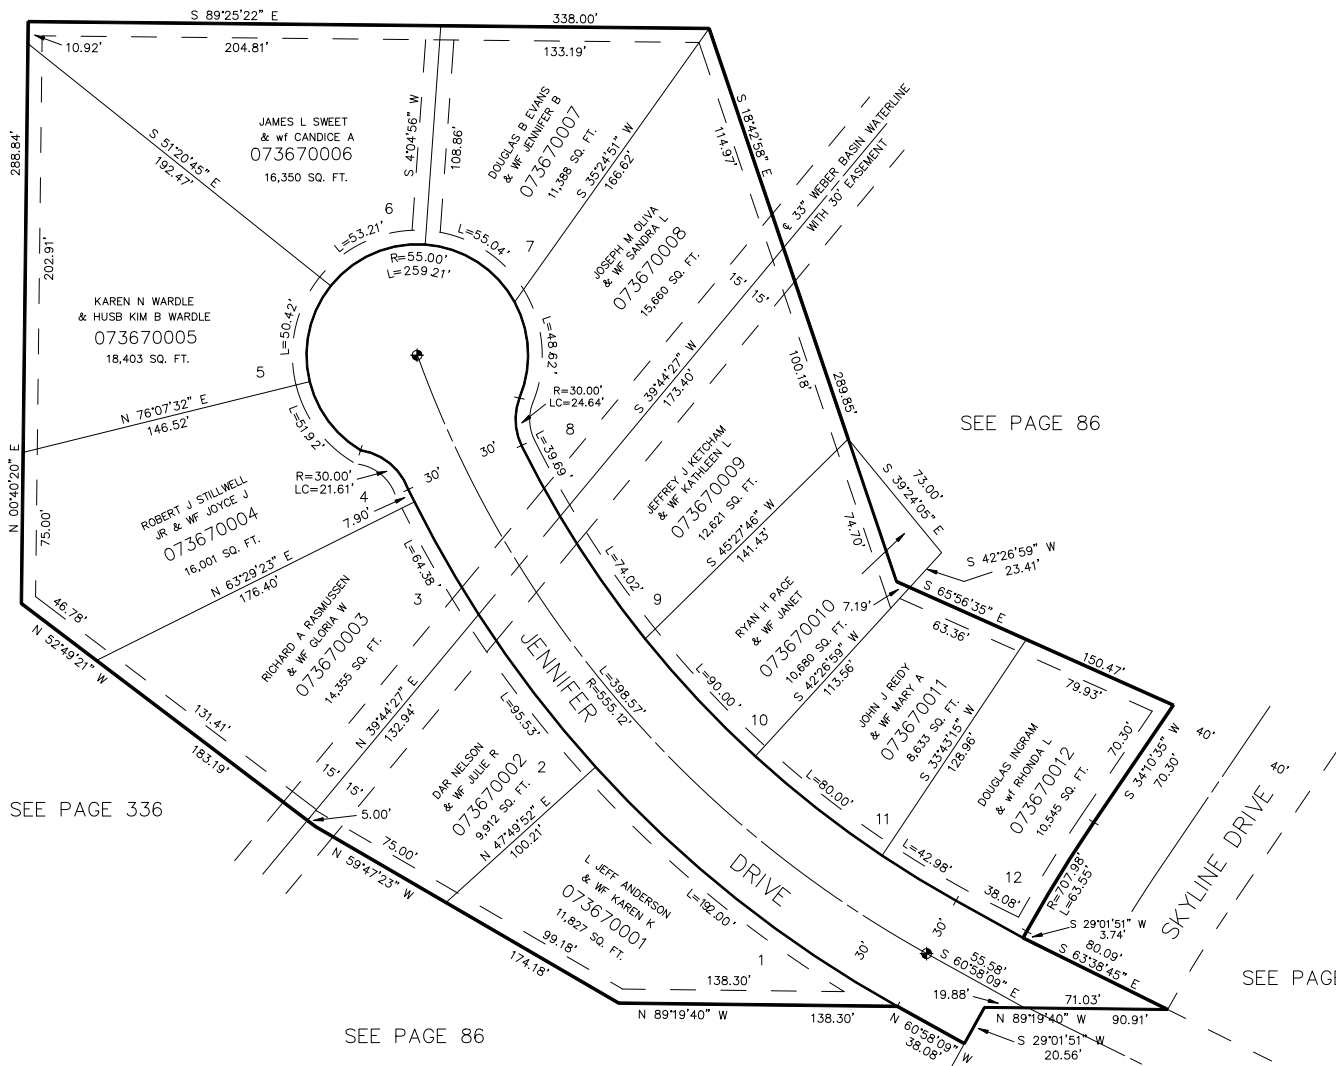 S 89°25'22" E
338.00'
10.92'
204.81'
133.19'
288.84'
202.91'
N 00°40'20" E
75.00'
S 51°20'45" E
192.47'
JAMES L SWEET
& wf CANDICE A
073670006
16,350 SQ. FT.
6
S 4°04'56" W
108.86'
DOUGLAS B EVANS
& WF JENNIFER B
073670007
11,388 SQ. FT.
7
S 35°24'51" W
166.62'
S 18°42'58" E
114.97'
289.85'
100.18'
74.70'
℄ 33" WEBER BASIN WATERLINE
WITH 30' EASEMENT
15'
15'
JOSEPH M OLIVA
& WF SANDRA L
073670008
15,660 SQ. FT.
8
S 39°44'27" W
173.40'
L=53.21'
L=55.04'
R=55.00'
L=259.21'
L=50.42'
L=51.92'
L=48.62'
R=30.00'
LC=24.64'
L=39.69'
KAREN N WARDLE
& HUSB KIM B WARDLE
073670005
18,403 SQ. FT.
5
N 76°07'32" E
146.52'
R=30.00'
LC=21.61'
4
7.90'
30'
30'
ROBERT J STILLWELL
JR & WF JOYCE J
073670004
16,001 SQ. FT.
N 63°29'23" E
176.40'
46.78'
N 52°49'21" W
131.41'
183.19'
RICHARD A RASMUSSEN
& WF GLORIA W
073670003
14,355 SQ. FT.
3
L=64.38'
N 39°44'27" E
132.94'
15'
15'
5.00'
SEE PAGE 336
75.00'
N 59°47'23" W
DAR NELSON
& WF JULIE R
073670002
9,912 SQ. FT.
2
L=95.53'
N 47°49'52" E
100.21'
L JEFF ANDERSON
& WF KAREN K
073670001
11,827 SQ. FT.
1
L=192.00'
99.18'
174.18'
138.30'
N 89°19'40" W
138.30'
SEE PAGE 86
JENNIFER
DRIVE
L=398.57'
R=555.12'
JEFFREY J KETCHAM
& WF KATHLEEN L
073670009
12,621 SQ. FT.
9
L=74.02'
S 45°27'46" W
141.43'
SEE PAGE 86
73.00'
S 39°24'05" E
S 42°26'59" W
23.41'
7.19'
RYAN H PACE
& WF JANET
073670010
10,680 SQ. FT.
10
L=90.00'
S 42°26'59" W
113.56'
S 65°56'35" E
63.36'
150.47'
79.93'
JOHN J REIDY
& WF MARY A
073670011
8,633 SQ. FT.
11
L=80.00'
S 33°43'15" W
128.96'
DOUGLAS INGRAM
& wf RHONDA L
073670012
10,545 SQ. FT.
12
L=42.98'
38.08'
70.30'
S 34°10'35" W
70.30'
R=707.98'
L=63.55'
40'
40'
SKYLINE DRIVE
S 29°01'51" W
3.74'
80.09'
S 63°38'45" E
30'
30'
55.58'
S 60°58'09" E
19.88'
71.03'
N 89°19'40" W
90.91'
N 60°58'09" W
38.08'
S 29°01'51" W
20.56'
SEE PAGE